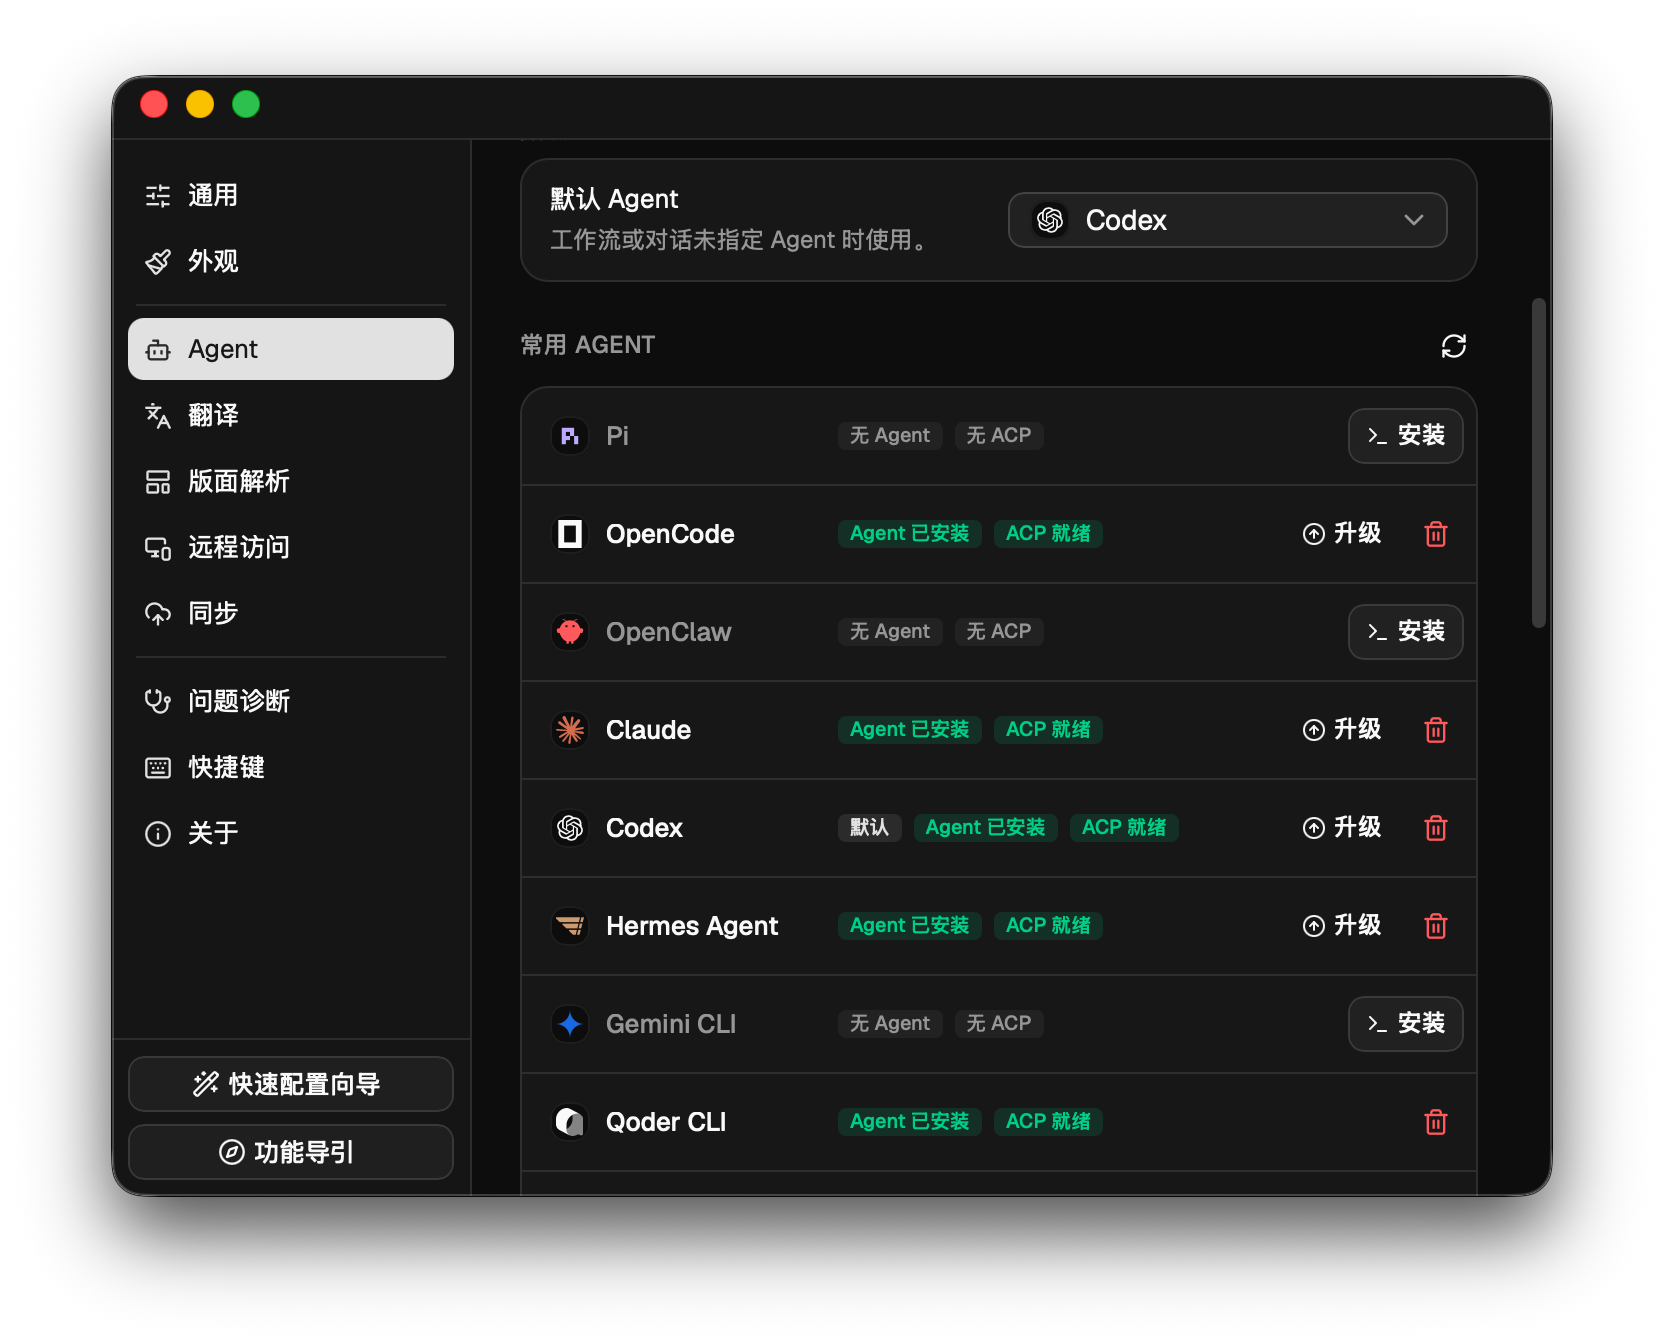 通用
外观
Agent
翻译
版面解析
远程访问
同步
问题诊断
快捷键
关于
快速配置向导
功能导引
默认 Agent
工作流或对话未指定 Agent 时使用。
Codex
常用 AGENT
Pi 无 Agent 无 ACP 安装
OpenCode Agent 已安装 ACP 就绪 升级
OpenClaw 无 Agent 无 ACP 安装
Claude Agent 已安装 ACP 就绪 升级
Codex 默认 Agent 已安装 ACP 就绪 升级
Hermes Agent Agent 已安装 ACP 就绪 升级
Gemini CLI 无 Agent 无 ACP 安装
Qoder CLI Agent 已安装 ACP 就绪